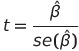 t = β̂ / se(β̂)